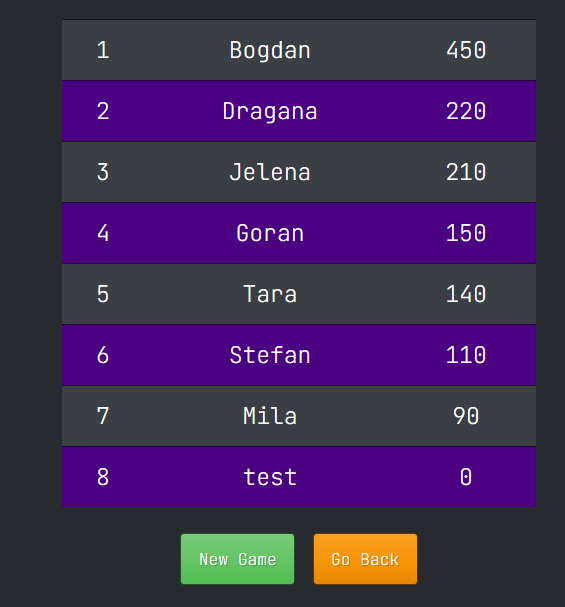 1 Bogdan 450
2 Dragana 220
3 Jelena 210
4 Goran 150
5 Tara 140
6 Stefan 110
7 Mila 90
8 test 0
New Game Go Back